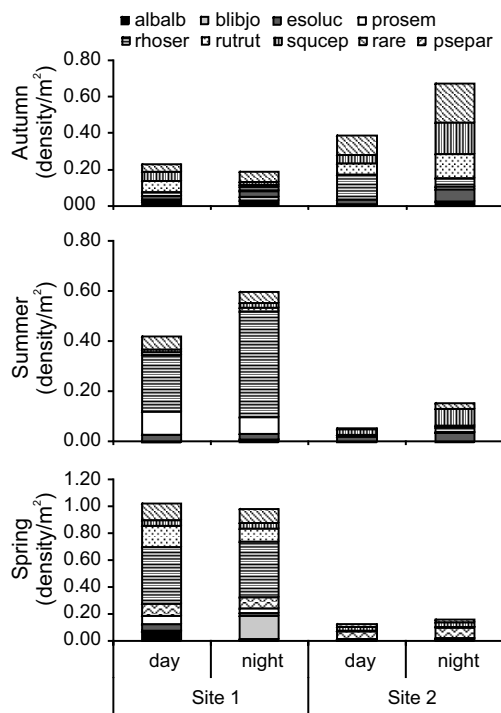 albalb blibjo esoluc prosem
rhoser rutrut squcep rare psepar
Autumn
(density/m²)
0.80
0.60
0.40
0.20
000
Summer
(density/m²)
0.80
0.60
0.40
0.20
0.00
Spring
(density/m²)
1.20
1.00
0.80
0.60
0.40
0.20
0.00
day night day night
Site 1 Site 2